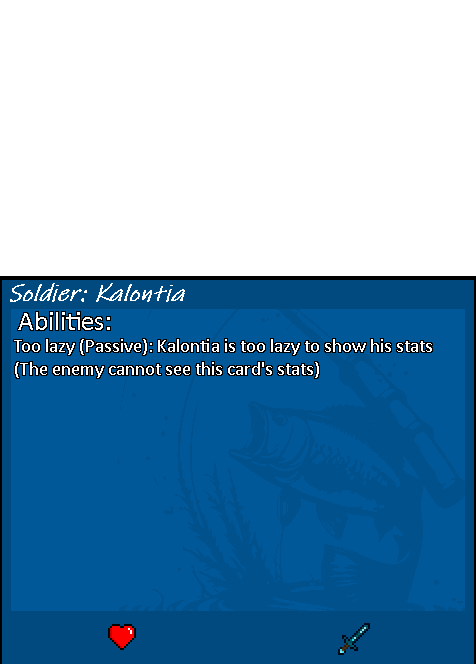 Soldier: Kalontia
Abilities:
Too lazy (Passive): Kalontia is too lazy to show his stats
(The enemy cannot see this card's stats)